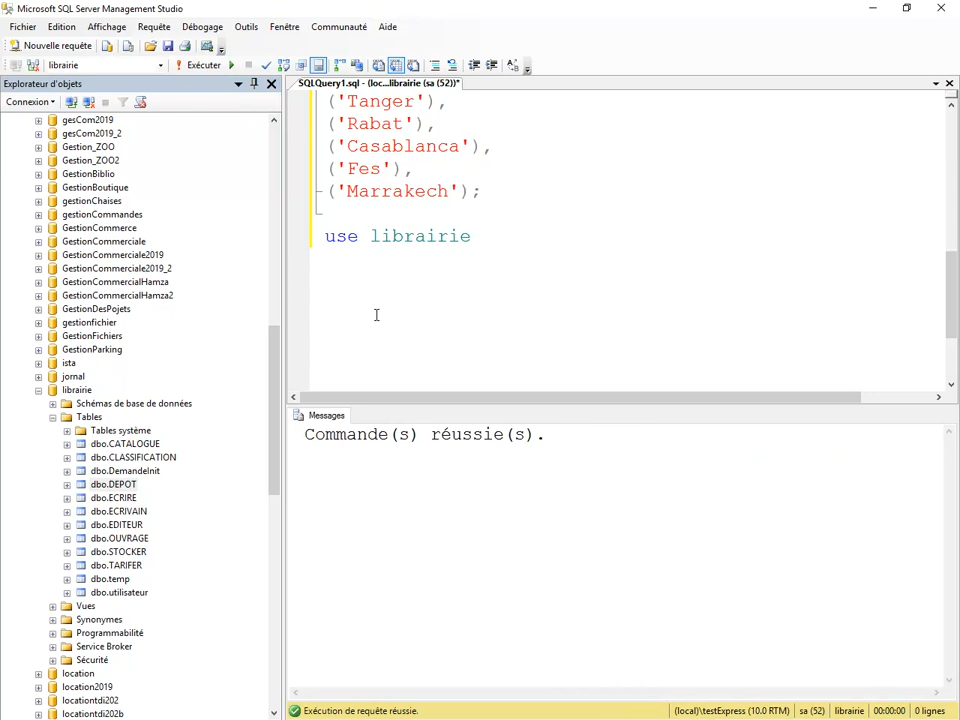 Microsoft SQL Server Management Studio
Fichier Edition Affichage Requête Débogage Outils Fenêtre Communauté Aide
Nouvelle requête
librairie Exécuter
Explorateur d'objets
SQLQuery1.sql - (loc...librairie (sa (52))*
Connexion
gesCom2019
gesCom2019_2
Gestion_ZOO
Gestion_ZOO2
GestionBiblio
GestionBoutique
gestionChaises
gestionCommandes
GestionCommerce
GestionCommerciale
GestionCommerciale2019
GestionCommerciale2019_2
GestionCommercialHamza
GestionCommercialHamza2
GestionDesPojets
gestionfichier
GestionFichiers
GestionParking
ista
jornal
librairie
Schémas de base de données
Tables
Tables système
dbo.CATALOGUE
dbo.CLASSIFICATION
dbo.DemandeInit
dbo.DEPOT
dbo.ECRIRE
dbo.ECRIVAIN
dbo.EDITEUR
dbo.OUVRAGE
dbo.STOCKER
dbo.TARIFER
dbo.temp
dbo.utilisateur
Vues
Synonymes
Programmabilité
Service Broker
Sécurité
location
location2019
locationtdi202
locationtdi202b
('Tanger'),
('Rabat'),
('Casablanca'),
('Fes'),
('Marrakech');
use librairie
Messages
Commande(s) réussie(s).
Exécution de requête réussie. (local)\testExpress (10.0 RTM) sa (52) librairie 00:00:00 0 lignes